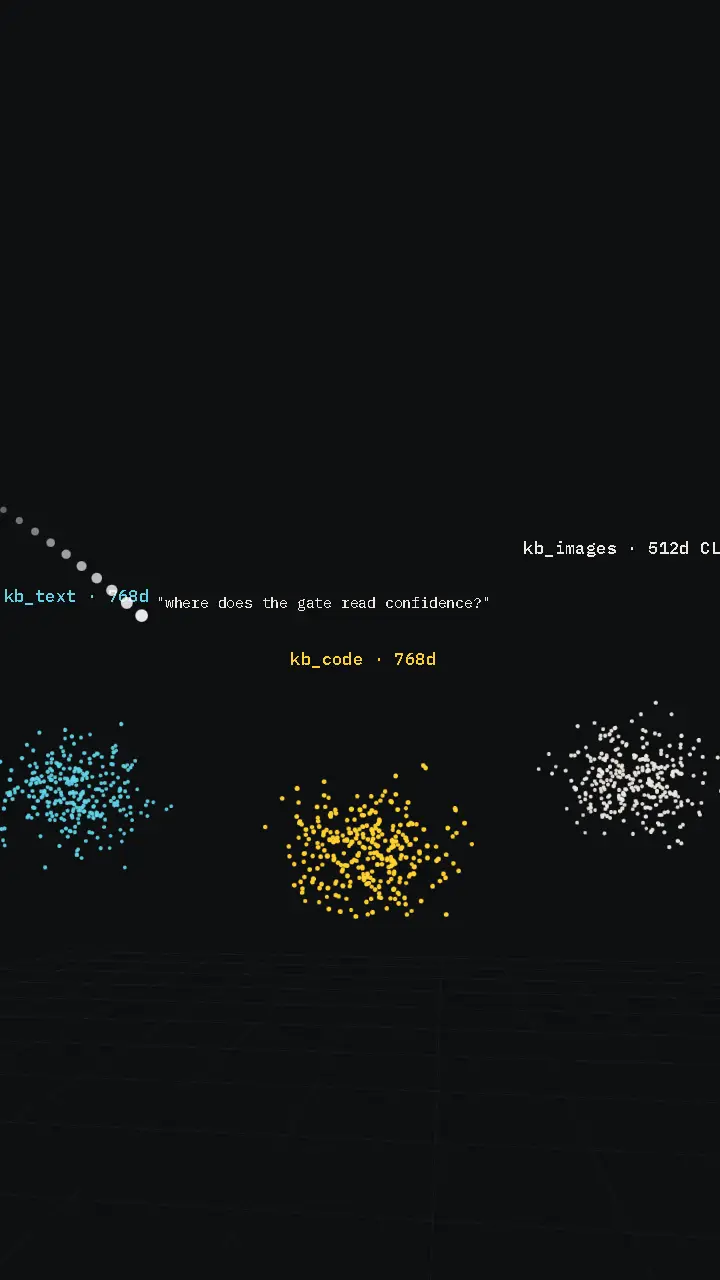 kb_images · 512d CL
kb_text · 768d
"where does the gate read confidence?"
kb_code · 768d